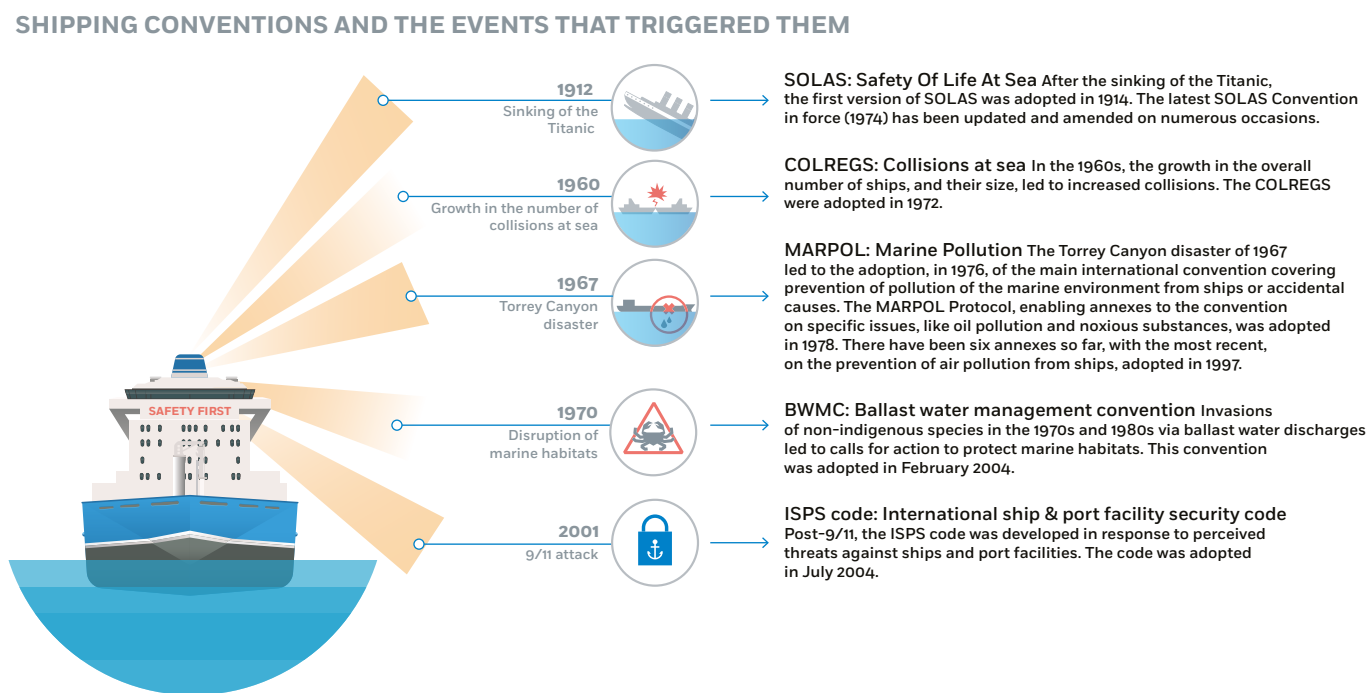 SHIPPING CONVENTIONS AND THE EVENTS THAT TRIGGERED THEM
1912
Sinking of the
Titanic
SOLAS: Safety Of Life At Sea After the sinking of the Titanic,
the first version of SOLAS was adopted in 1914. The latest SOLAS Convention
in force (1974) has been updated and amended on numerous occasions.
1960
Growth in the number of
collisions at sea
COLREGS: Collisions at sea In the 1960s, the growth in the overall
number of ships, and their size, led to increased collisions. The COLREGS
were adopted in 1972.
1967
Torrey Canyon
disaster
MARPOL: Marine Pollution The Torrey Canyon disaster of 1967
led to the adoption, in 1976, of the main international convention covering
prevention of pollution of the marine environment from ships or accidental
causes. The MARPOL Protocol, enabling annexes to the convention
on specific issues, like oil pollution and noxious substances, was adopted
in 1978. There have been six annexes so far, with the most recent,
on the prevention of air pollution from ships, adopted in 1997.
SAFETY FIRST
1970
Disruption of
marine habitats
BWMC: Ballast water management convention Invasions
of non-indigenous species in the 1970s and 1980s via ballast water discharges
led to calls for action to protect marine habitats. This convention
was adopted in February 2004.
2001
9/11 attack
ISPS code: International ship & port facility security code
Post-9/11, the ISPS code was developed in response to perceived
threats against ships and port facilities. The code was adopted
in July 2004.